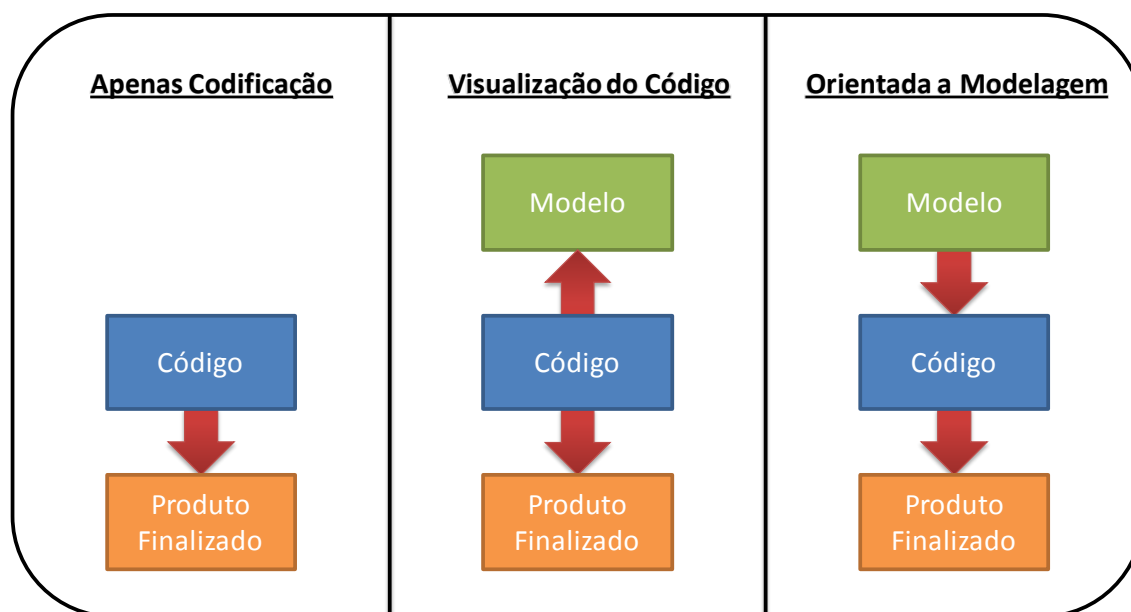 Apenas Codificação
Visualização do Código
Orientada a Modelagem
Modelo
Modelo
Código
Código
Código
Produto
Finalizado
Produto
Finalizado
Produto
Finalizado